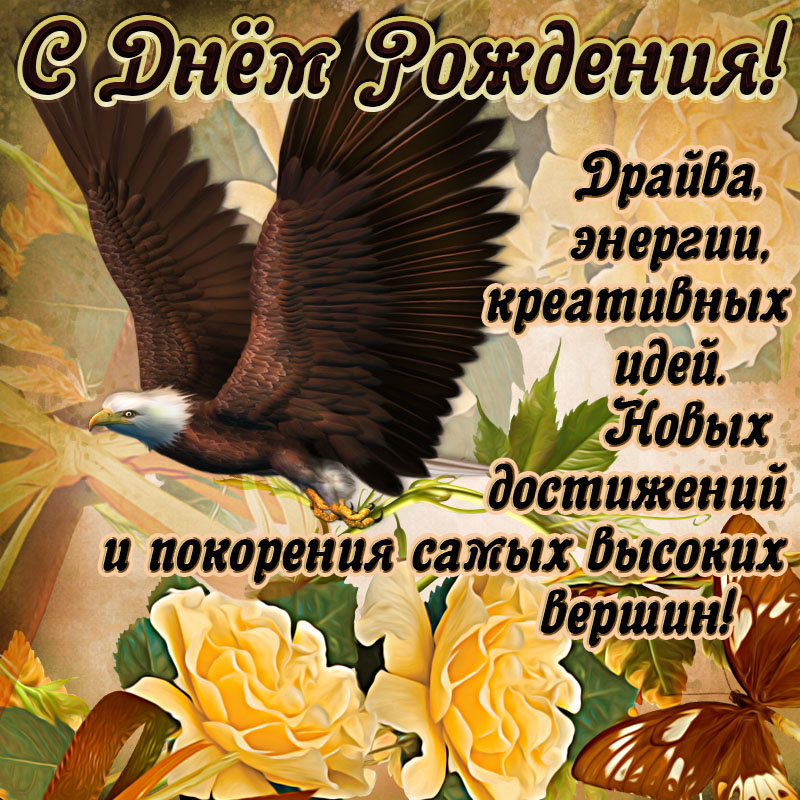 С Днём Рождения!
Драйва,
энергии,
креативных
идей.
Новых
достижений
и покорения самых высоких
вершин!